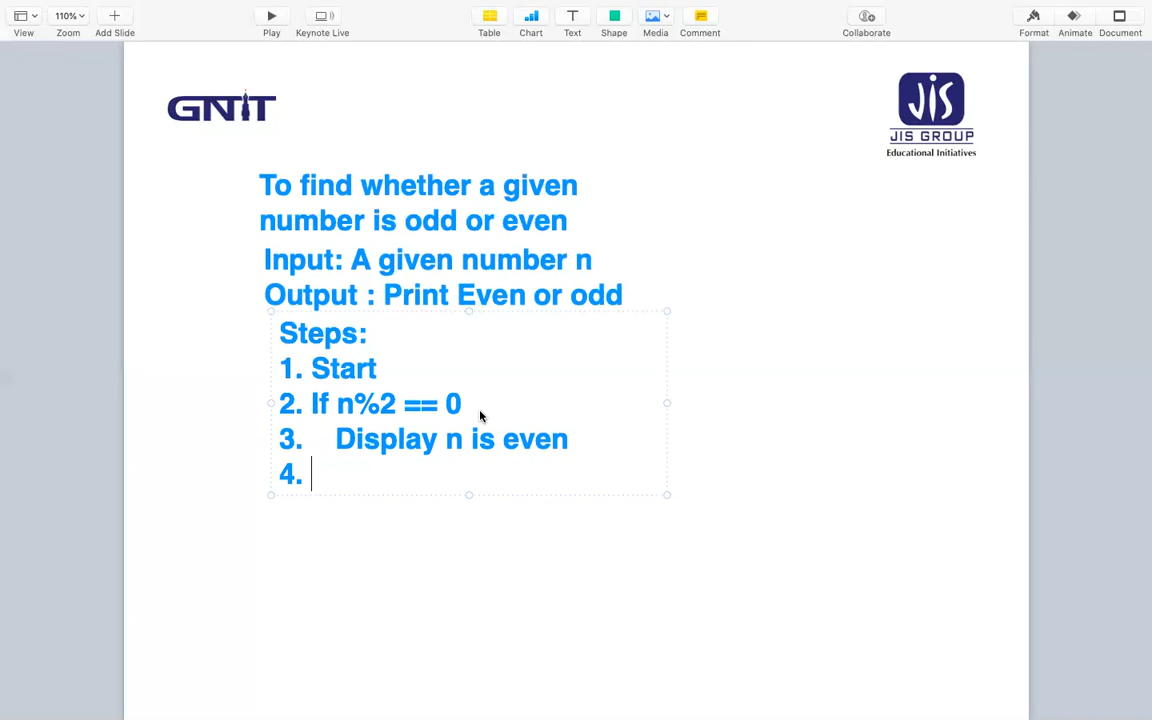 View
110%
Zoom
Add Slide
Play
Keynote Live
Table
Chart
Text
Shape
Media
Comment
Collaborate
Format
Animate
Document
GNIT
JIS
JIS GROUP
Educational Initiatives
To find whether a given
number is odd or even
Input: A given number n
Output : Print Even or odd
Steps:
1. Start
2. If n%2 == 0
3. Display n is even
4.